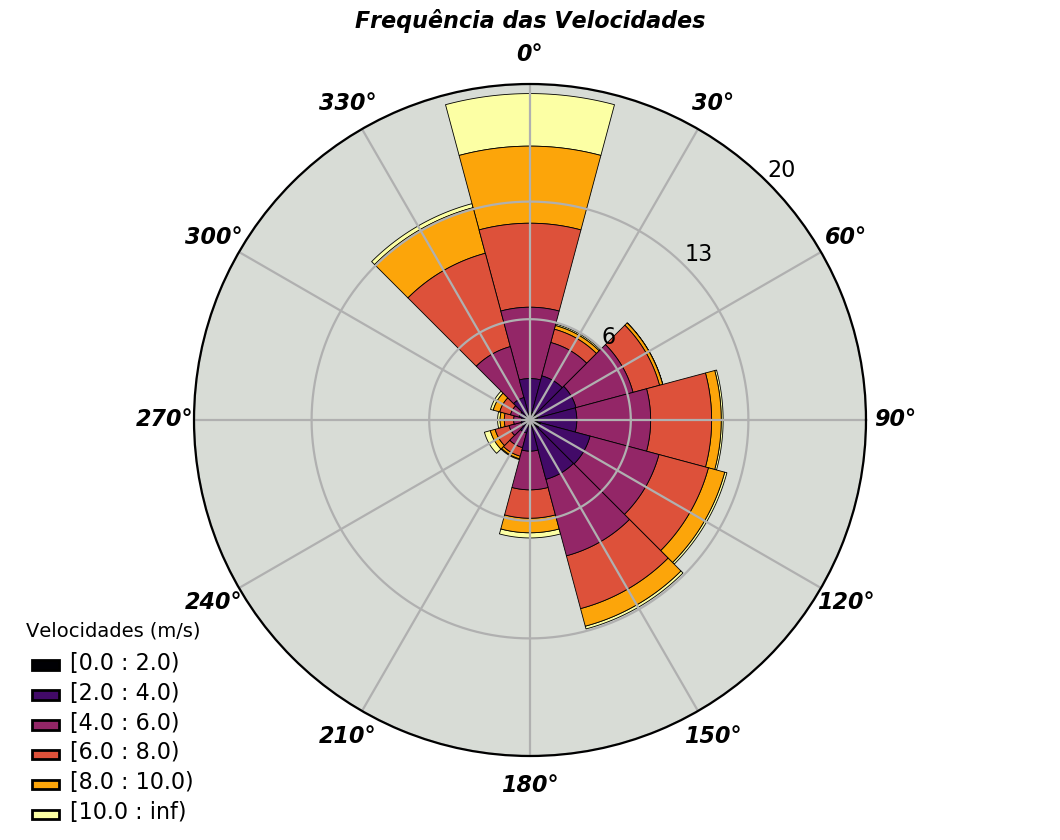 Frequência das Velocidades
0°
330°
30°
20
300°
60°
13
6
270°
90°
240°
120°
210°
150°
180°
Velocidades (m/s)
[0.0 : 2.0)
[2.0 : 4.0)
[4.0 : 6.0)
[6.0 : 8.0)
[8.0 : 10.0)
[10.0 : inf)